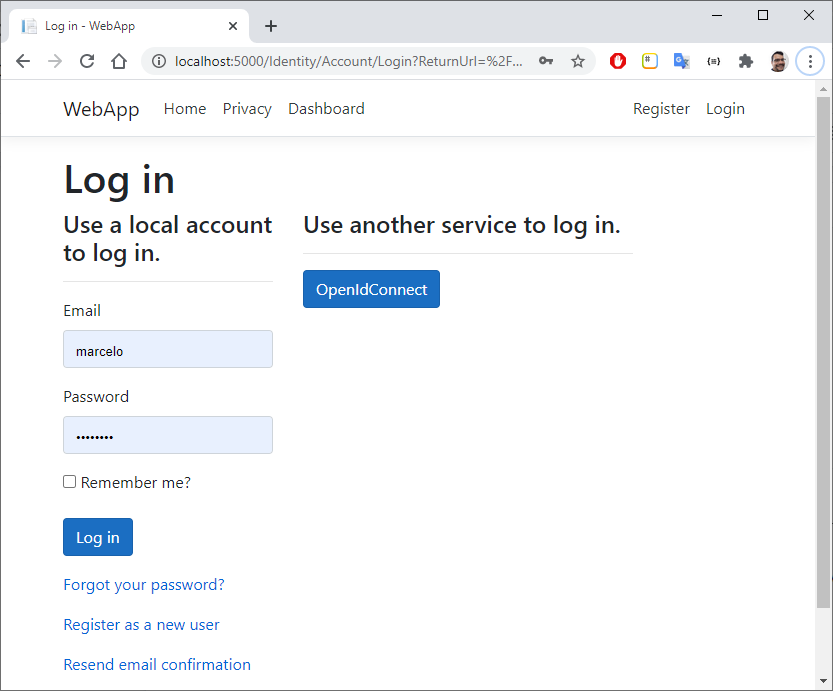 Log in - WebApp
localhost:5000/Identity/Account/Login?ReturnUrl=%2F...
WebApp Home Privacy Dashboard Register Login
Log in
Use a local account
to log in.
Use another service to log in.
OpenIdConnect
Email
marcelo
Password
••••••••
Remember me?
Log in
Forgot your password?
Register as a new user
Resend email confirmation